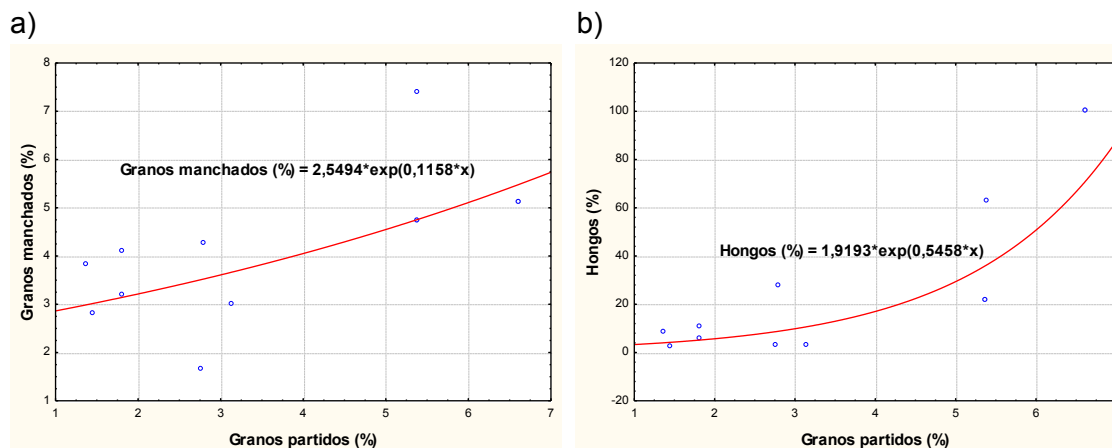 a)
8
7
6
5
4
3
2
1
Granos manchados (%)
Granos manchados (%) = 2,5494*exp(0,1158*x)
1 2 3 4 5 6 7
Granos partidos (%)
b)
120
100
80
60
40
20
0
-20
Hongos (%)
Hongos (%) = 1,9193*exp(0,5458*x)
1 2 3 4 5 6
Granos partidos (%)